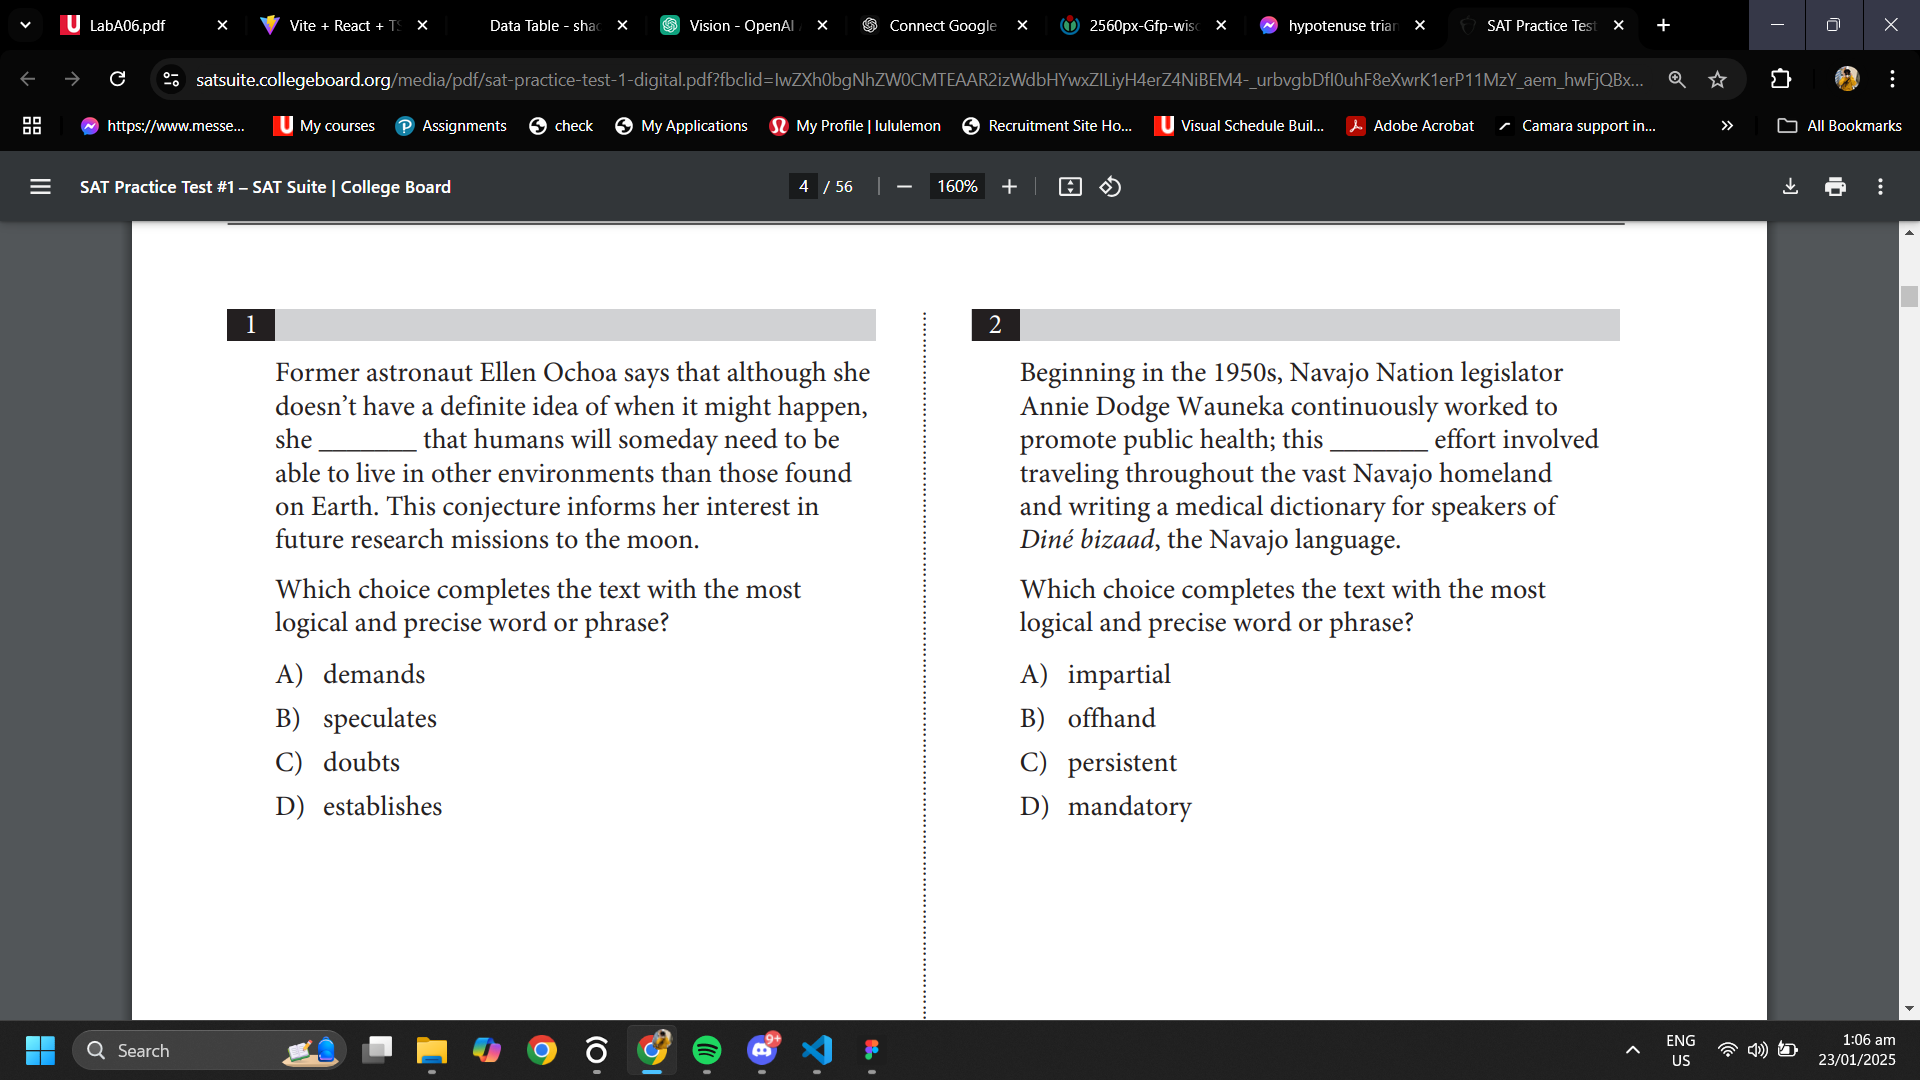 LabA06.pdf
Vite + React + TS
Data Table - shad
Vision - OpenAI A
Connect Google
2560px-Gfp-wisc
hypotenuse trian
SAT Practice Test
satsuite.collegeboard.org/media/pdf/sat-practice-test-1-digital.pdf?fbclid=IwZXh0bgNhZW0CMTEAAR2izWdbHYwxZILiyH4erZ4NiBEM4-_urbvgbDfI0uhF8eXwrK1erP11MzY_aem_hwFjQBx...
https://www.messe...
My courses
Assignments
check
My Applications
My Profile | lululemon
Recruitment Site Ho...
Visual Schedule Buil...
Adobe Acrobat
Camara support in...
All Bookmarks
SAT Practice Test #1 – SAT Suite | College Board
4 / 56
160%
1
Former astronaut Ellen Ochoa says that although she
doesn’t have a definite idea of when it might happen,
she _______ that humans will someday need to be
able to live in other environments than those found
on Earth. This conjecture informs her interest in
future research missions to the moon.
Which choice completes the text with the most
logical and precise word or phrase?
A) demands
B) speculates
C) doubts
D) establishes
2
Beginning in the 1950s, Navajo Nation legislator
Annie Dodge Wauneka continuously worked to
promote public health; this _______ effort involved
traveling throughout the vast Navajo homeland
and writing a medical dictionary for speakers of
Diné bizaad, the Navajo language.
Which choice completes the text with the most
logical and precise word or phrase?
A) impartial
B) offhand
C) persistent
D) mandatory
Search
9+
ENG
US
1:06 am
23/01/2025